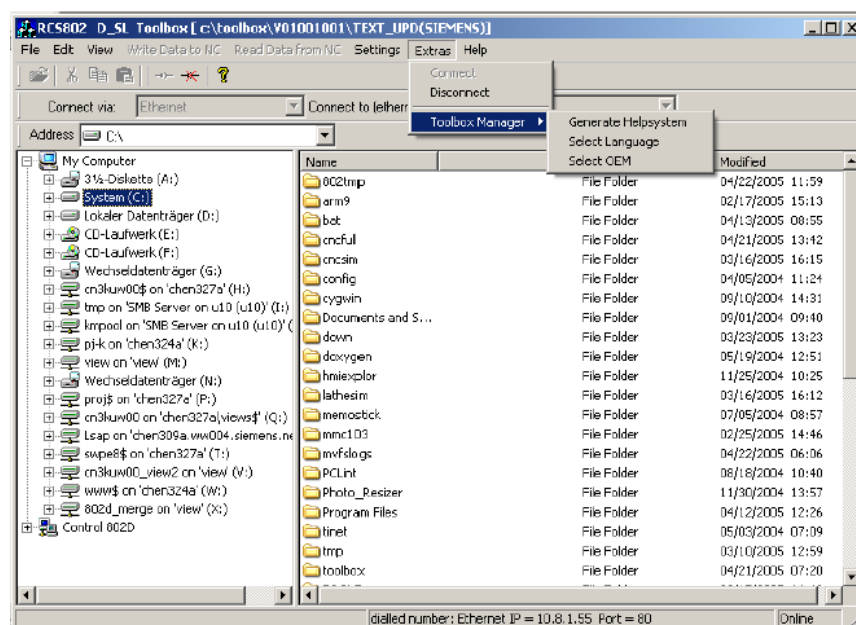 RCS802 D_SL Toolbox [ c:\toolbox\V01001001\TEXT_UPD(SIEMENS)]
File Edit View Write Data to NC Read Data from NC Settings Extras Help
Connect
Disconnect
Toolbox Manager
Generate Helpsystem
Select Language
Select OEM
Connect via: Ethernet Connect to
Address C:\
My Computer
3½-Diskette (A:)
System (C:)
Lokaler Datenträger (D:)
CD-Laufwerk (E:)
CD-Laufwerk (F:)
Wechseldatenträger (G:)
cn3kuw00$ on 'chen327a' (H:)
tmp on 'SMB Server on u10 (u10)' (I:)
kmpool on 'SMB Server on u10 (u10)' (
pj-k on 'chen324a' (K:)
view on 'view' (M:)
Wechseldatenträger (N:)
proj$ on 'chen327a' (P:)
cn3kuw00 on 'chen327a\views$' (Q:)
Lsap on 'chen309a.ww004.siemens.ne
swpe8$ on 'chen327a' (T:)
cn3kuw00_view2 on 'view' (V:)
www$ on 'chen324a' (W:)
802d_merge on 'view' (X:)
Control 802D
Name Modified
802tmp File Folder 04/22/2005 11:59
arm9 File Folder 02/17/2005 15:13
bat File Folder 04/13/2005 08:55
cncful File Folder 04/21/2005 13:42
cncsim File Folder 03/16/2005 16:15
config File Folder 04/05/2004 11:24
cygwin File Folder 09/10/2004 14:31
Documents and S... File Folder 09/01/2004 09:40
down File Folder 03/23/2005 13:23
doxygen File Folder 05/19/2004 12:51
hmiexplor File Folder 11/25/2004 10:25
lathesim File Folder 03/16/2005 16:12
memostick File Folder 07/05/2004 08:57
mmc103 File Folder 02/25/2005 14:46
mvfslogs File Folder 04/22/2005 06:06
PCLint File Folder 08/18/2004 10:40
Photo_Resizer File Folder 11/30/2004 13:57
Program Files File Folder 04/12/2005 12:26
tinet File Folder 05/03/2004 07:09
tmp File Folder 03/10/2005 12:59
toolbox File Folder 04/21/2005 07:20
dialled number: Ethernet IP = 10.8.1.55 Port = 80 Online